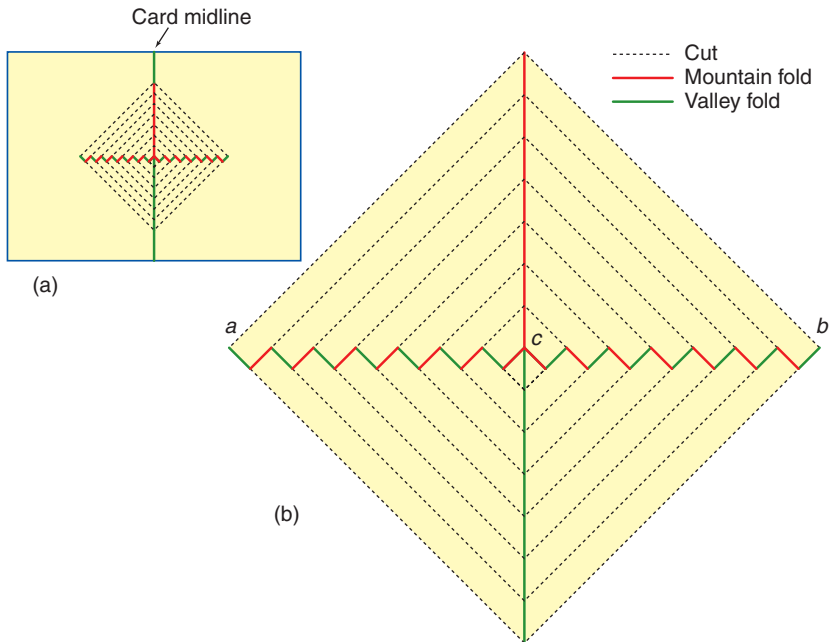 Card midline
Cut
Mountain fold
Valley fold
(a)
a
b
c
(b)